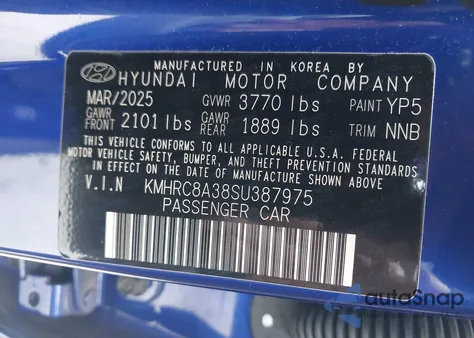 MANUFACTURED IN KOREA BY
HYUNDAI MOTOR COMPANY
MAR/2025 GVWR 3770 lbs PAINT YP5
GAWR FRONT 2101 lbs GAWR REAR 1889 lbs TRIM NNB
THIS VEHICLE CONFORMS TO ALL APPLICABLE U.S.A. FEDERAL
MOTOR VEHICLE SAFETY, BUMPER, AND THEFT PREVENTION STANDARDS
IN EFFECT ON THE DATE OF MANUFACTURE SHOWN ABOVE.
V.I.N KMHRC8A38SU387975
PASSENGER CAR
autoSnap